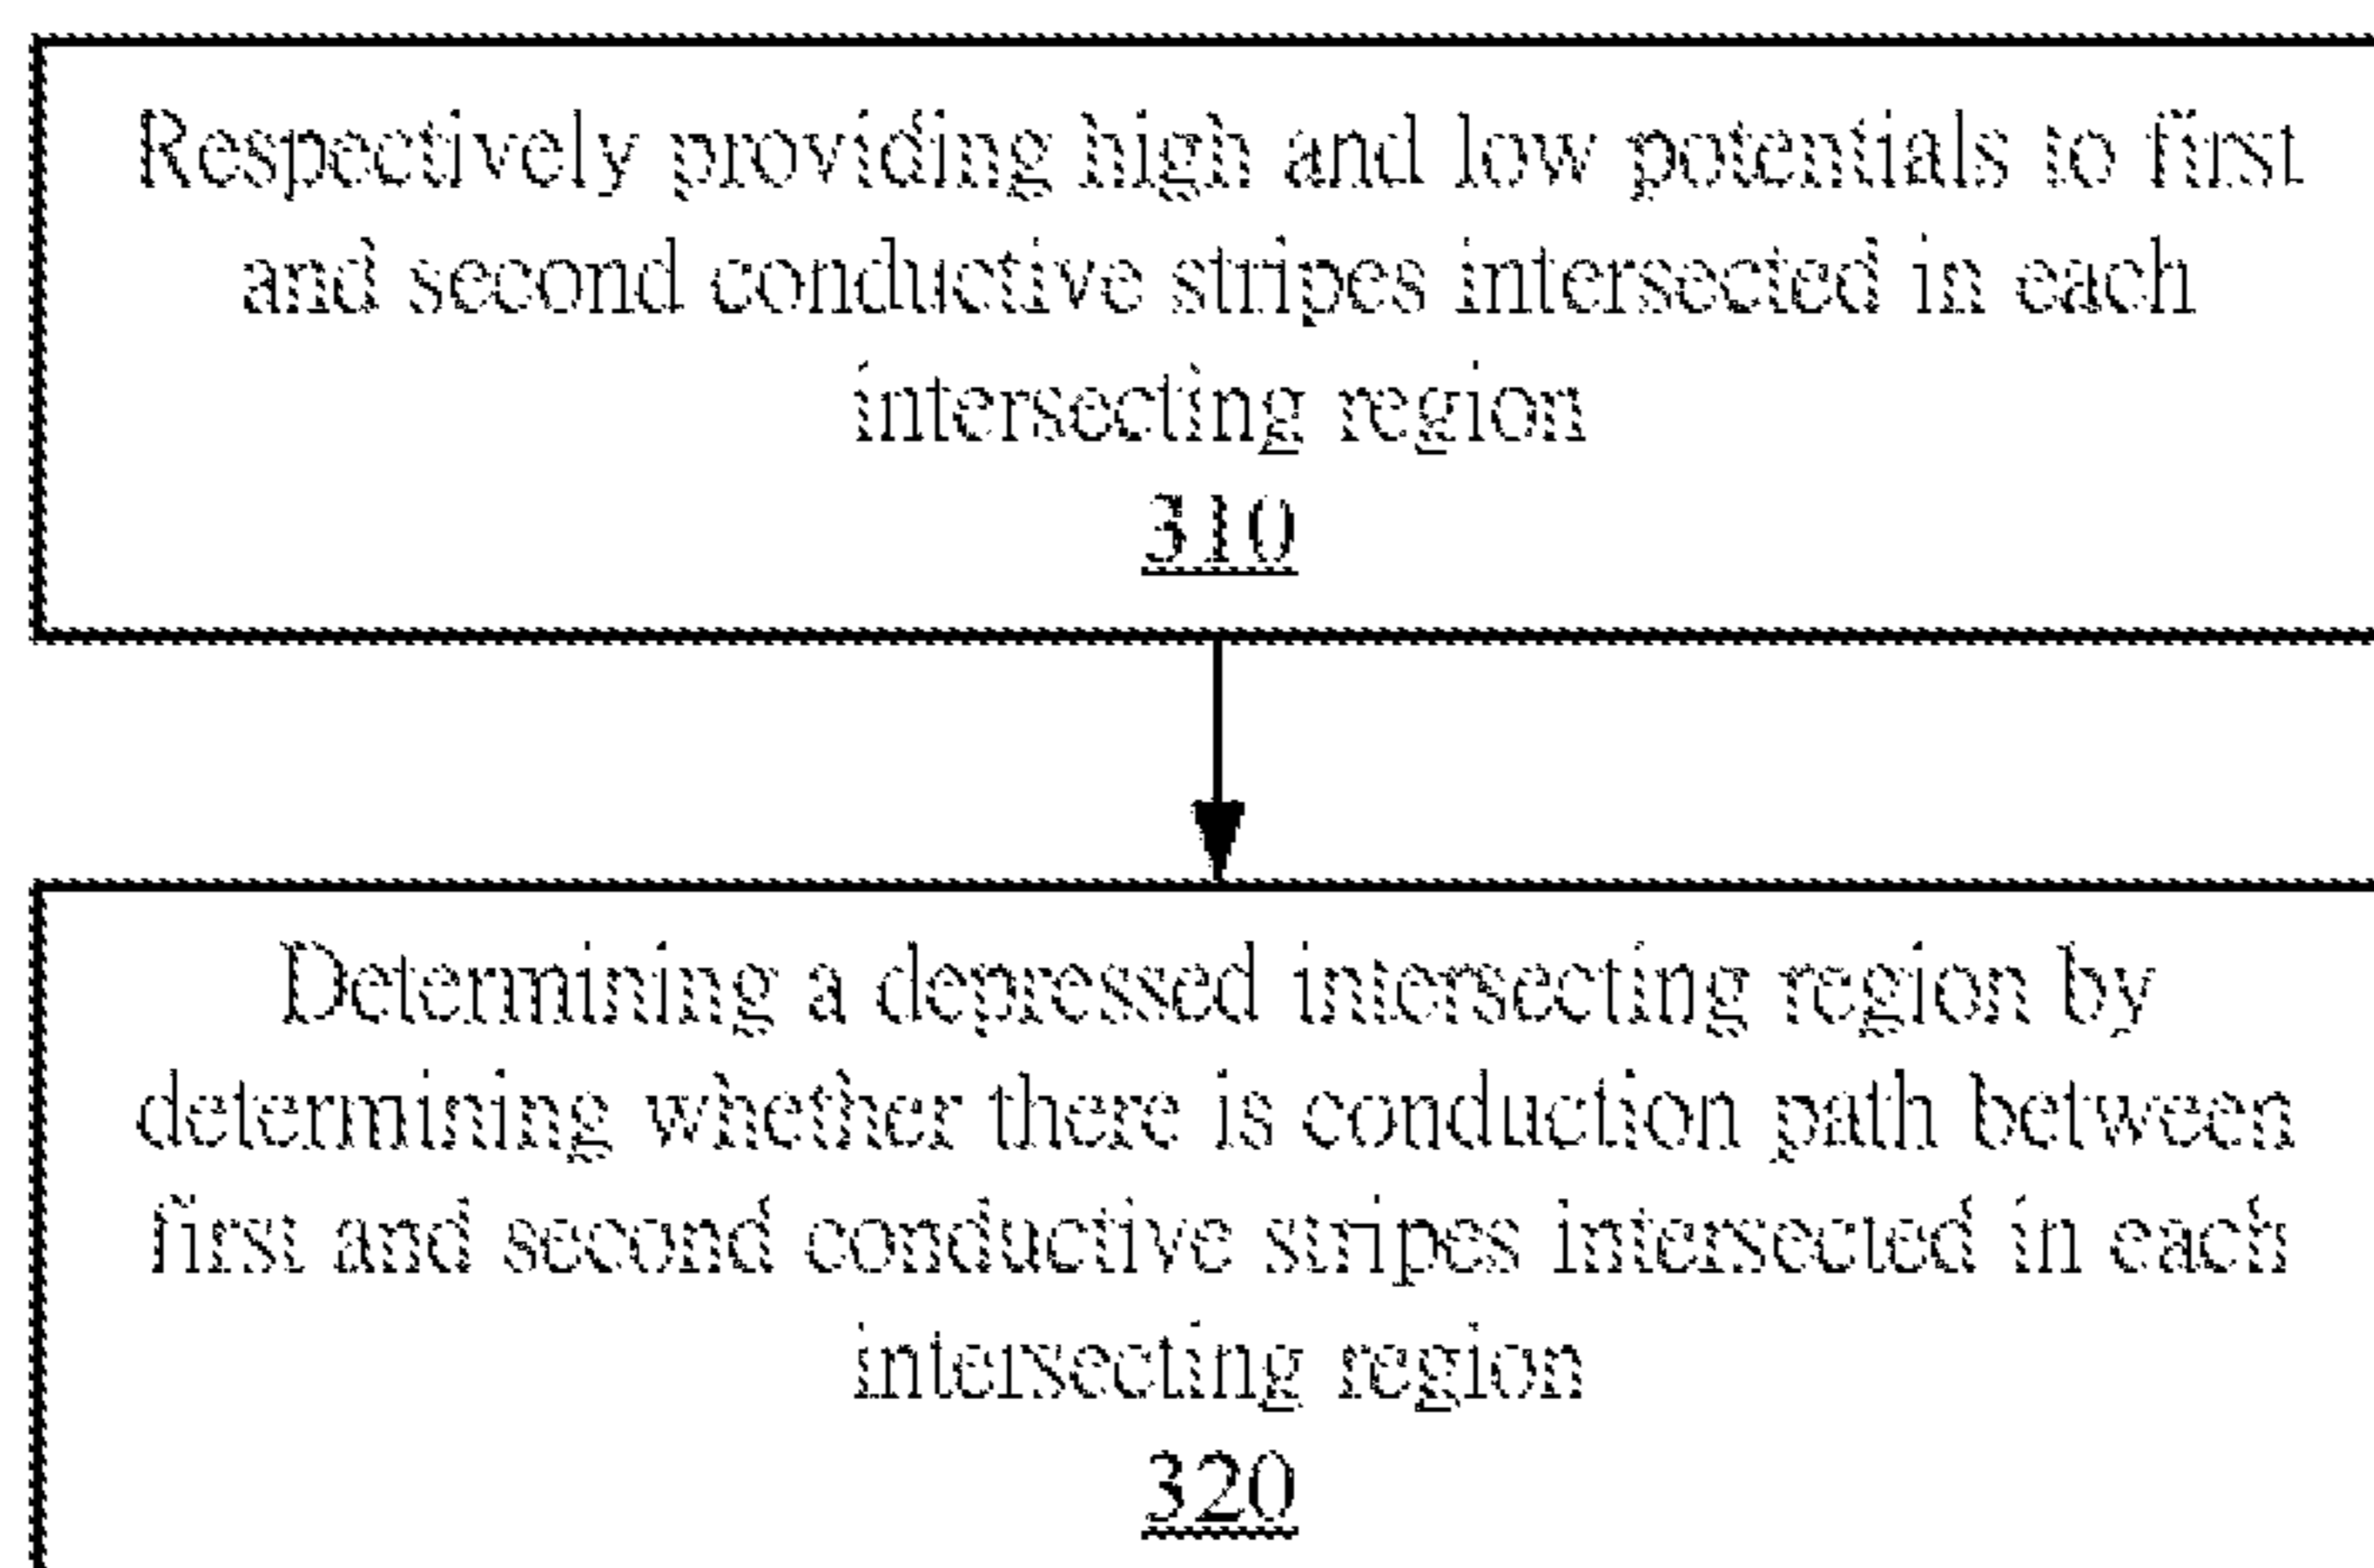 Respectively providing high and low potentials to first
and second conductive stripes intersected in each
intersecting region
310
Determining a depressed intersecting region by
determining whether there is conduction path between
first and second conductive stripes intersected in each
intersecting region
320